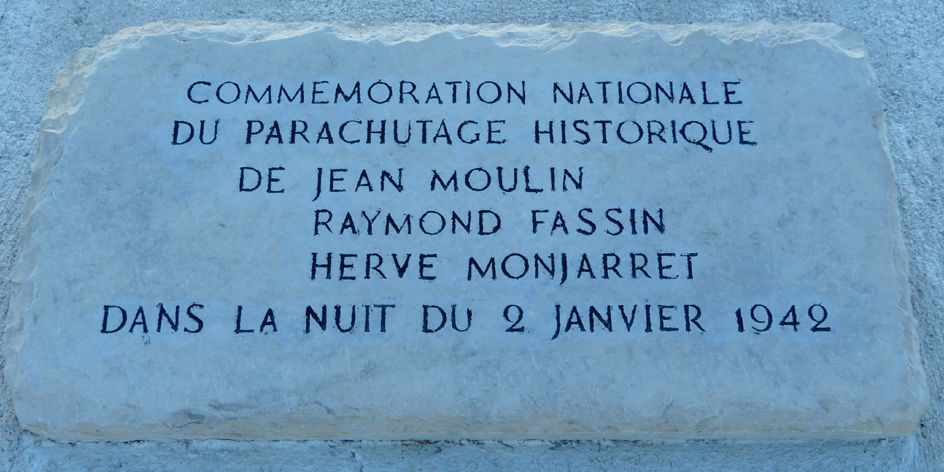 COMMEMORATION NATIONALE
DU PARACHUTAGE HISTORIQUE
DE JEAN MOULIN
RAYMOND FASSIN
HERVE MONJARRET
DANS LA NUIT DU 2 JANVIER 1942